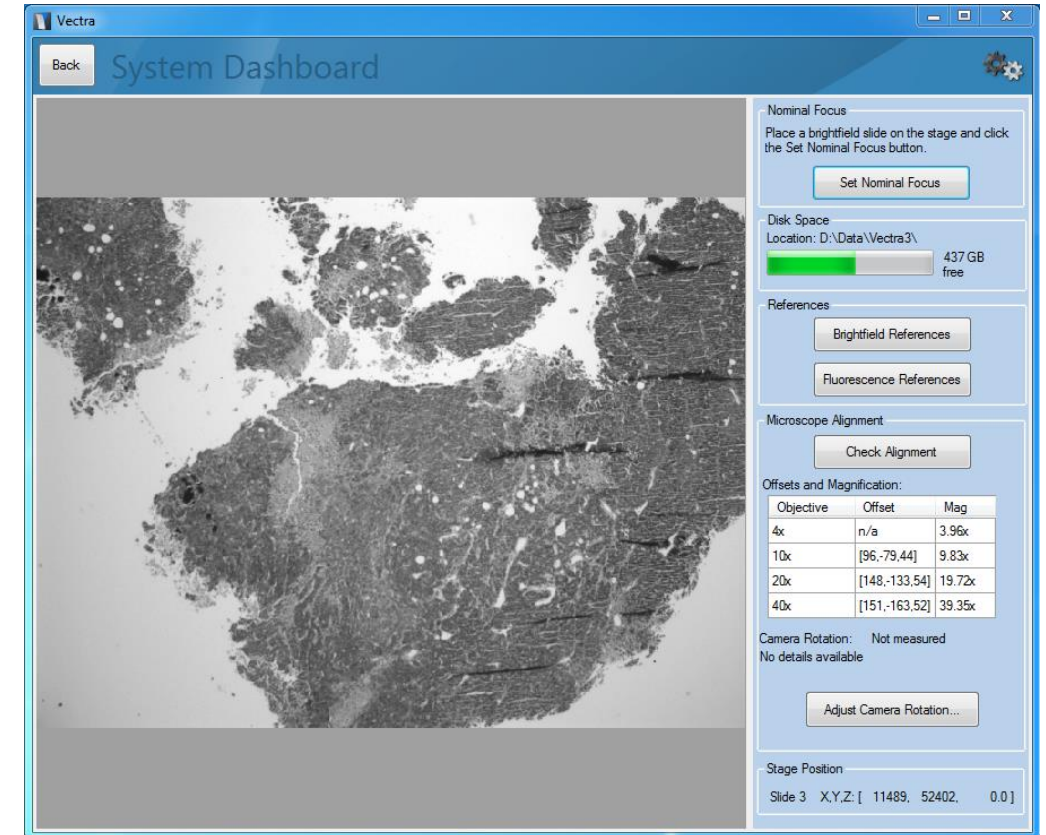 Vectra
Back
System Dashboard
Nominal Focus
Place a brightfield slide on the stage and click
the Set Nominal Focus button.
Set Nominal Focus
Disk Space
Location: D:\Data\Vectra3\
437 GB
free
References
Brightfield References
Fluorescence References
Microscope Alignment
Check Alignment
Offsets and Magnification:
Objective Offset Mag
4x n/a 3.96x
10x [96,-79,44] 9.83x
20x [148,-133,54] 19.72x
40x [151,-163,52] 39.35x
Camera Rotation: Not measured
No details available
Adjust Camera Rotation...
Stage Position
Slide 3 X,Y,Z: [ 11489, 52402, 0.0 ]